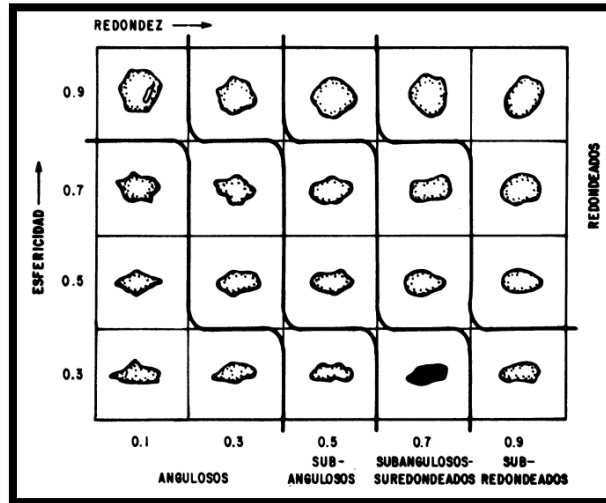 REDONDEZ
ESFERICIDAD
0.9
0.7
0.5
0.3
REDONDEADOS
0.1 0.3 0.5 0.7 0.9
ANGULOSOS
SUB-
ANGULOSOS
SUBANGULOSOS-
SUREDONDEADOS
SUB-
REDONDEADOS